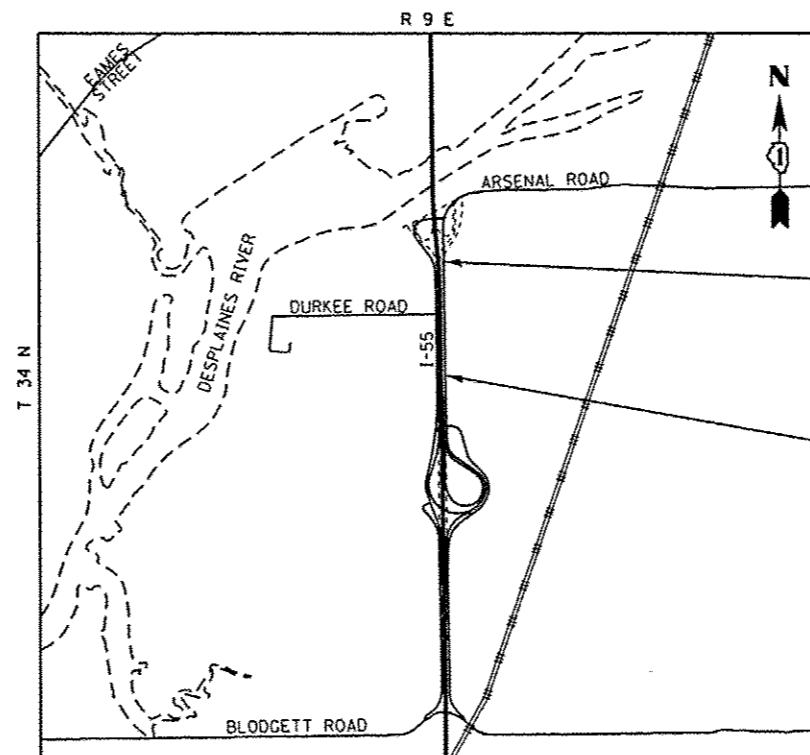 R 9 E
EAMES
STREET
N
1
ARSENAL ROAD
DESPLAINES RIVER
DURKEE ROAD
I-55
T 34 N
BLODGETT ROAD